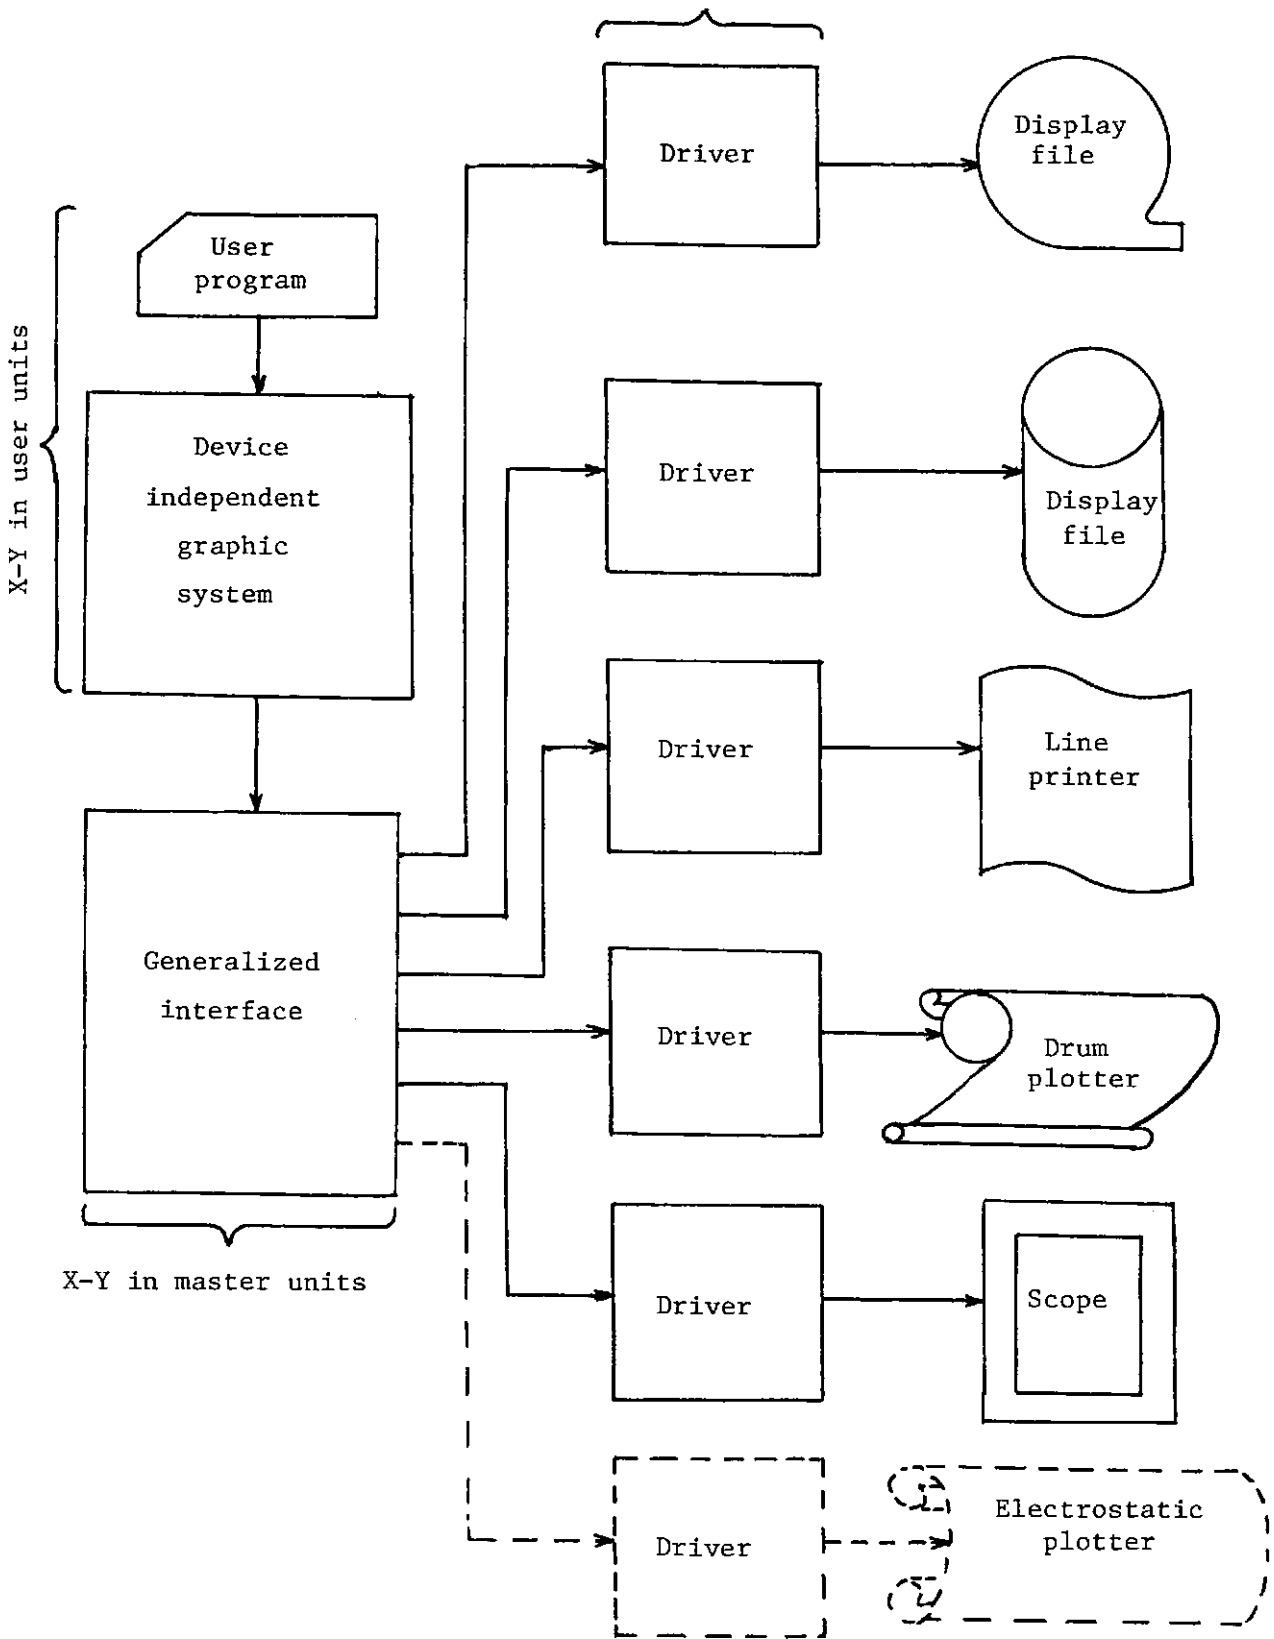 X-Y in user units
User
program
Device
independent
graphic
system
Generalized
interface
X-Y in master units
Driver
Display
file
Driver
Display
file
Driver
Line
printer
Driver
Drum
plotter
Driver
Scope
Driver
Electrostatic
plotter